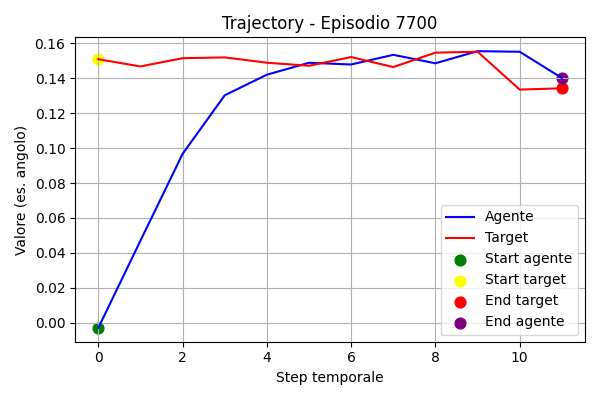 Trajectory - Episodio 7700
Valore (es. angolo)
0.16
0.14
0.12
0.10
0.08
0.06
0.04
0.02
0.00
0 2 4 6 8 10
Step temporale
Agente
Target
Start agente
Start target
End target
End agente